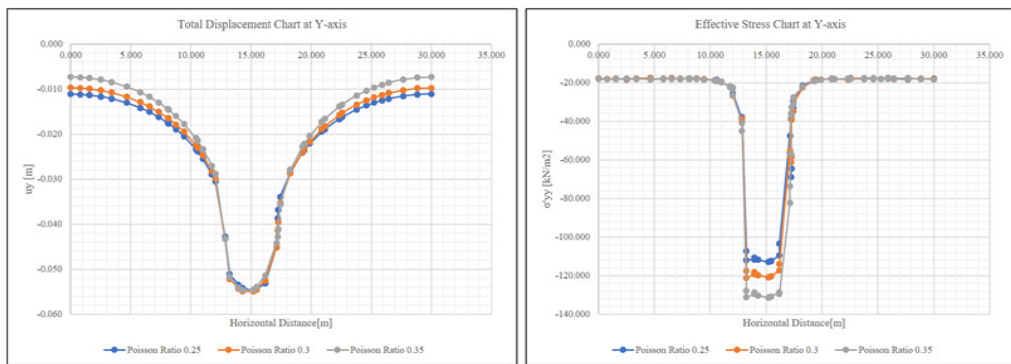 Total Displacement Chart at Y-axis
0.000 5.000 10.000 15.000 20.000 25.000 30.000 35.000
0.000
-0.010
-0.020
-0.030
-0.040
-0.050
-0.060
uy [m]
Horizontal Distance[m]
Poisson Ratio 0.25 Poisson Ratio 0.3 Poisson Ratio 0.35
Effective Stress Chart at Y-axis
0.000 5.000 10.000 15.000 20.000 25.000 30.000 35.000
0.000
-20.000
-40.000
-60.000
-80.000
-100.000
-120.000
-140.000
σ'yy [kN/m2]
Horizontal Distance[m]
Poisson Ratio 0.25 Poisson Ratio 0.3 Poisson Ratio 0.35